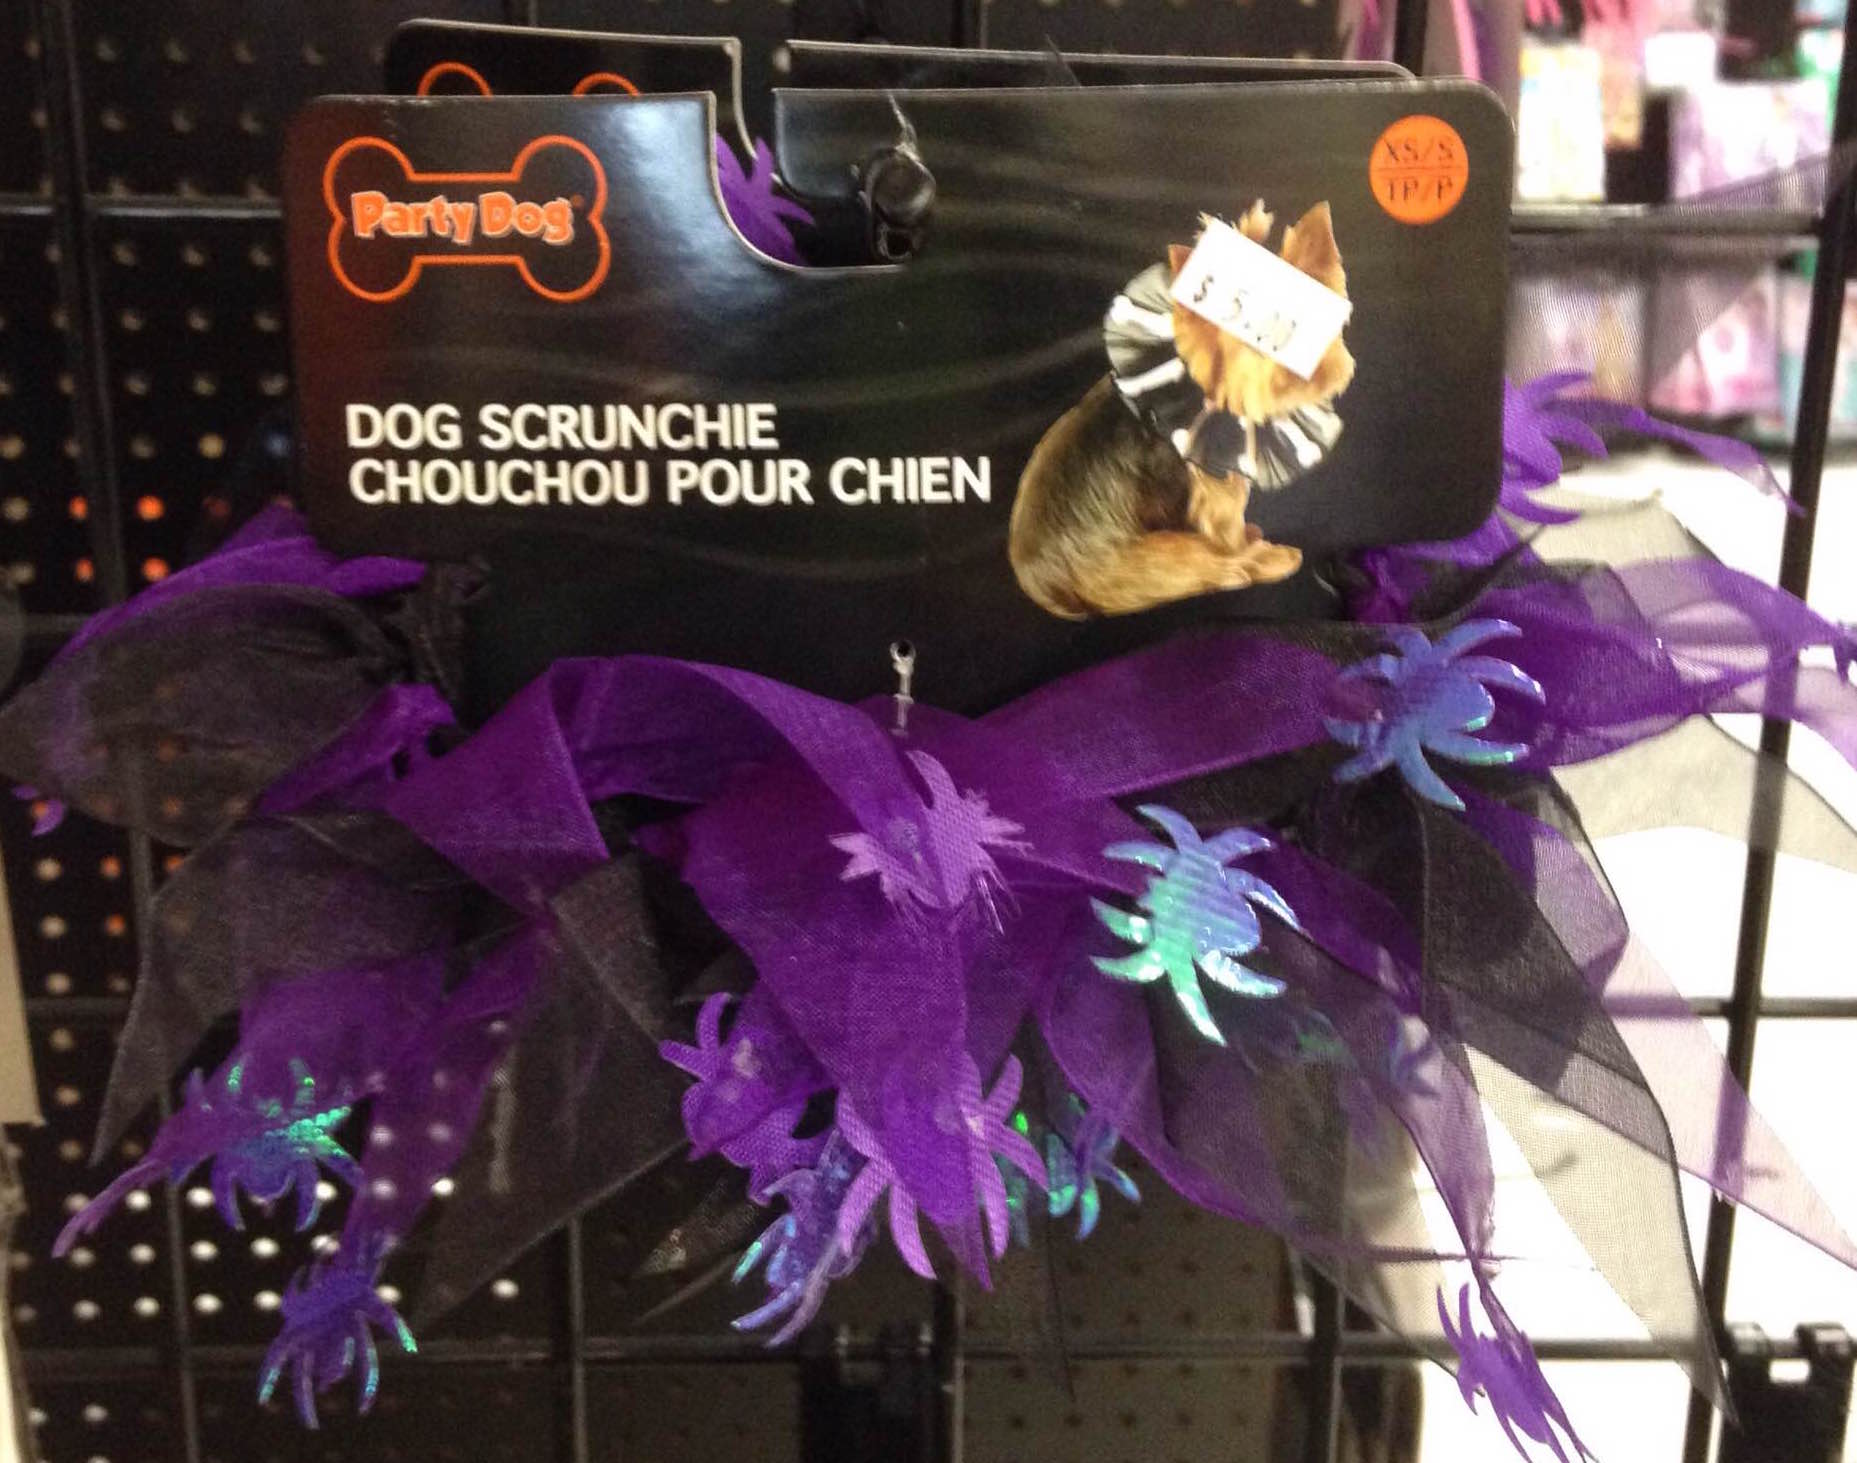 Party Dog
XS/S
TP/P
$5.00
DOG SCRUNCHIE
CHOUCHOU POUR CHIEN